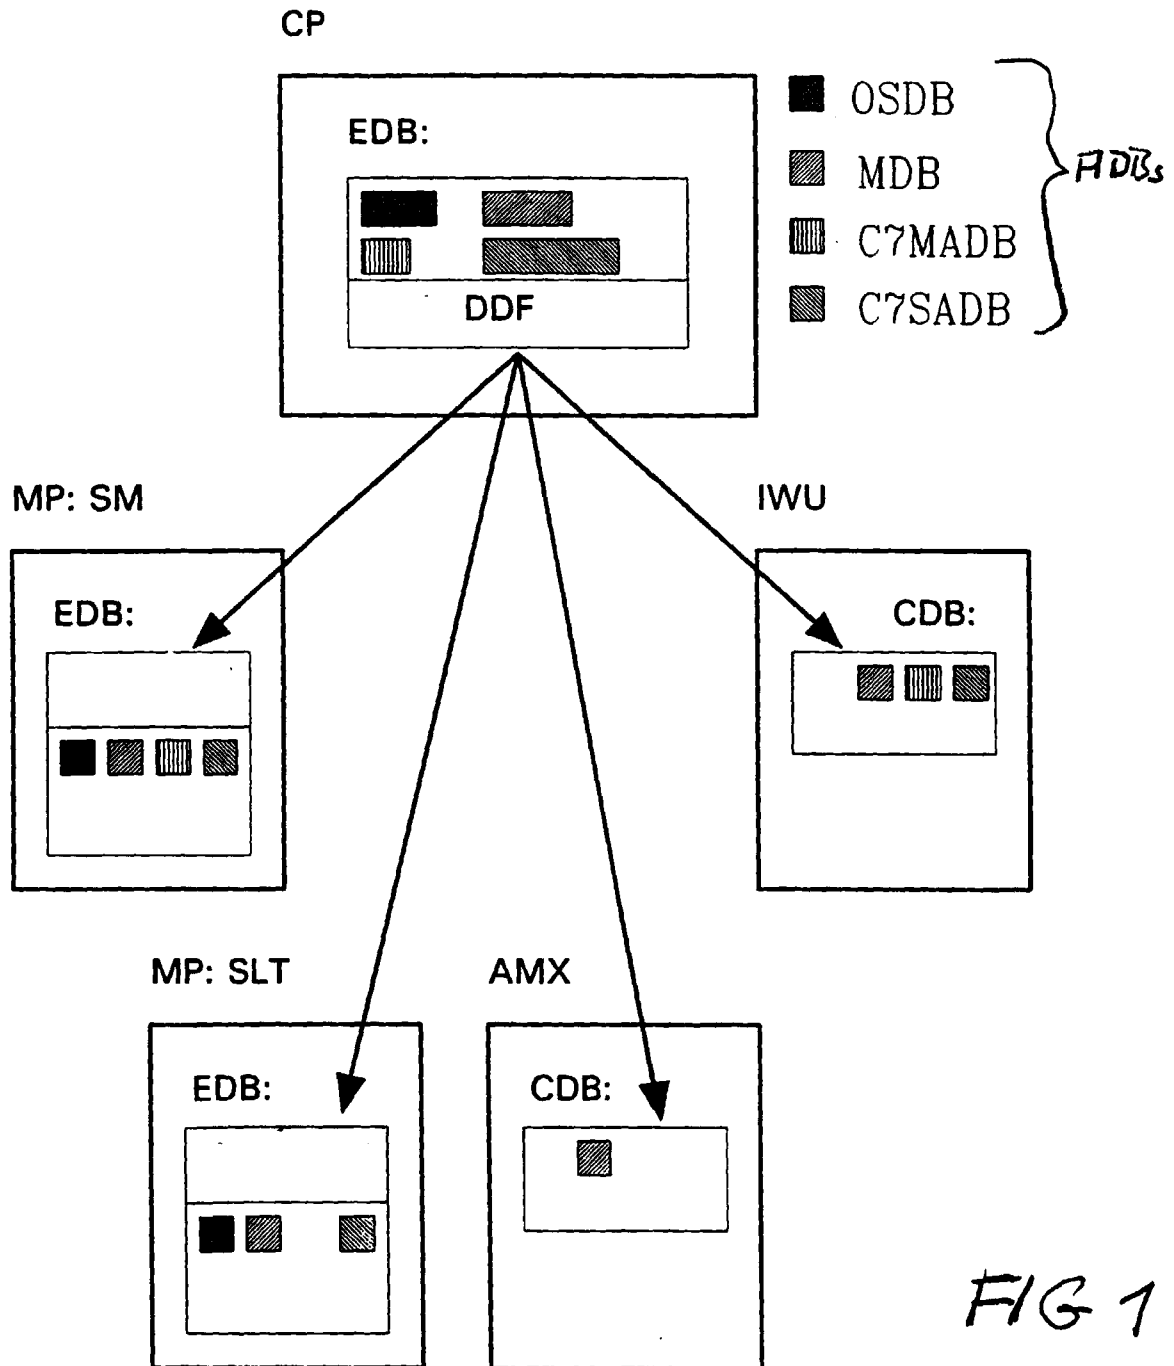 CP
EDB:
OSDB
MDB
C7MADB
C7SADB
ADBs
DDF
MP: SM
EDB:
IWU
CDB:
MP: SLT
EDB:
AMX
CDB:
FIG 1